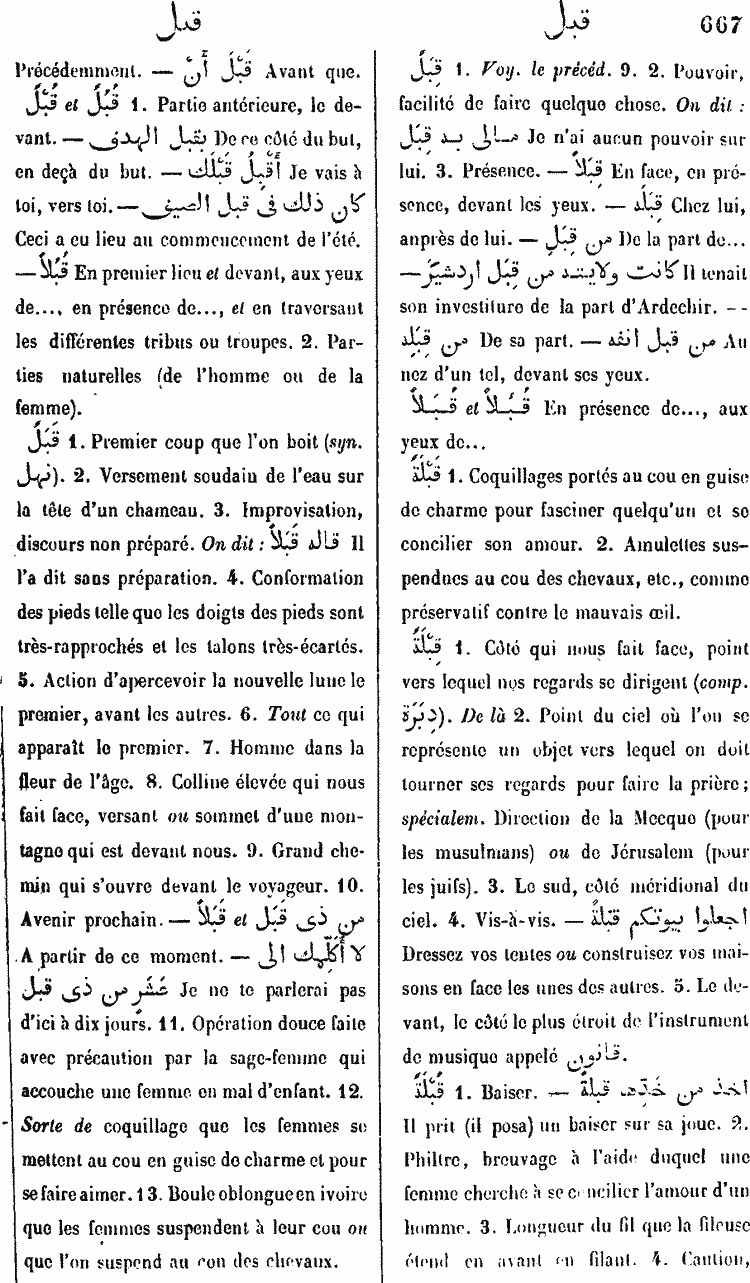 قبل
قبل 667
Précédemment. — قَبْلَ أَنْ Avant que.
قُبْلٌ et قُبُلٌ 1. Partie antérieure, le de-
vant. — بقبل الهدف De ce côté du but,
en deçà du but. — أَقْبِلُ قُبْلَكَ Je vais à
toi, vers toi. — كان ذلك فى قبل الصيف
Ceci a eu lieu au commencement de l'été.
— قُبُلاً En premier lieu et devant, aux yeux
de..., en présence de..., et en traversant
les différentes tribus ou troupes. 2. Par-
ties naturelles (de l'homme ou de la
femme).
قَبَلٌ 1. Premier coup que l'on boit (syn.
نهل). 2. Versement soudain de l'eau sur
la tête d'un chameau. 3. Improvisation,
discours non préparé. On dit : قاله قَبَلاً Il
l'a dit sans préparation. 4. Conformation
des pieds telle que les doigts des pieds sont
très-rapprochés et les talons très-écartés.
5. Action d'apercevoir la nouvelle lune le
premier, avant les autres. 6. Tout ce qui
apparaît le premier. 7. Homme dans la
fleur de l'âge. 8. Colline élevée qui nous
fait face, versant ou sommet d'une mon-
tagne qui est devant nous. 9. Grand che-
min qui s'ouvre devant le voyageur. 10.
Avenir prochain. — من ذى قَبَلٍ et قَبَلاً
A partir de ce moment. — لا أُكَلِّمك الى
عَشْرٍ من ذى قبل Je ne te parlerai pas
d'ici à dix jours. 11. Opération douce faite
avec précaution par la sage-femme qui
accouche une femme en mal d'enfant. 12.
Sorte de coquillage que les femmes se
mettent au cou en guise de charme et pour
se faire aimer. 13. Boule oblongue en ivoire
que les femmes suspendent à leur cou ou
que l'on suspend au cou des chevaux.
قِبَلٌ 1. Voy. le précéd. 9. 2. Pouvoir,
facilité de faire quelque chose. On dit :
مالى به قِبَلٌ Je n'ai aucun pouvoir sur
lui. 3. Présence. — قِبَلاً En face, en pré-
sence, devant les yeux. — قِبَلَه Chez lui,
auprès de lui. — من قِبَلِ De la part de...
— كانت ولايته من قِبَل اردشير Il tenait
son investiture de la part d'Ardechir. —
من قِبَلِه De sa part. — من قبل انفه Au
nez d'un tel, devant ses yeux.
قُبُلاً et قَبَلاً En présence de..., aux
yeux de...
قَبَلَةٌ 1. Coquillages portés au cou en guise
de charme pour fasciner quelqu'un et se
concilier son amour. 2. Amulettes sus-
pendues au cou des chevaux, etc., comme
préservatif contre le mauvais œil.
قِبْلَةٌ 1. Côté qui nous fait face, point
vers lequel nos regards se dirigent (comp.
دِبْرَة). De là 2. Point du ciel où l'on se
représente un objet vers lequel on doit
tourner ses regards pour faire la prière ;
spécialem. Direction de la Mecque (pour
les musulmans) ou de Jérusalem (pour
les juifs). 3. Le sud, côté méridional du
ciel. 4. Vis-à-vis. — اجعلوا بيوتكم قبلةً
Dressez vos tentes ou construisez vos mai-
sons en face les unes des autres. 5. Le de-
vant, le côté le plus étroit de l'instrument
de musique appelé قانون.
قُبْلَةٌ 1. Baiser. — اخذ من خَدِّه قبلةً
Il prit (il posa) un baiser sur sa joue. 2.
Philtre, breuvage à l'aide duquel une
femme cherche à se concilier l'amour d'un
homme. 3. Longueur du fil que la fileuse
étend en avant en filant. 4. Caution,